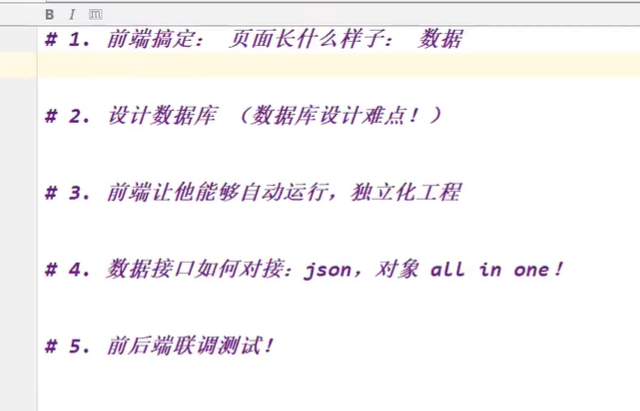 B I m
# 1. 前端搞定： 页面长什么样子： 数据
# 2. 设计数据库 （数据库设计难点！）
# 3. 前端让他能够自动运行，独立化工程
# 4. 数据接口如何对接：json，对象 all in one！
# 5. 前后端联调测试！